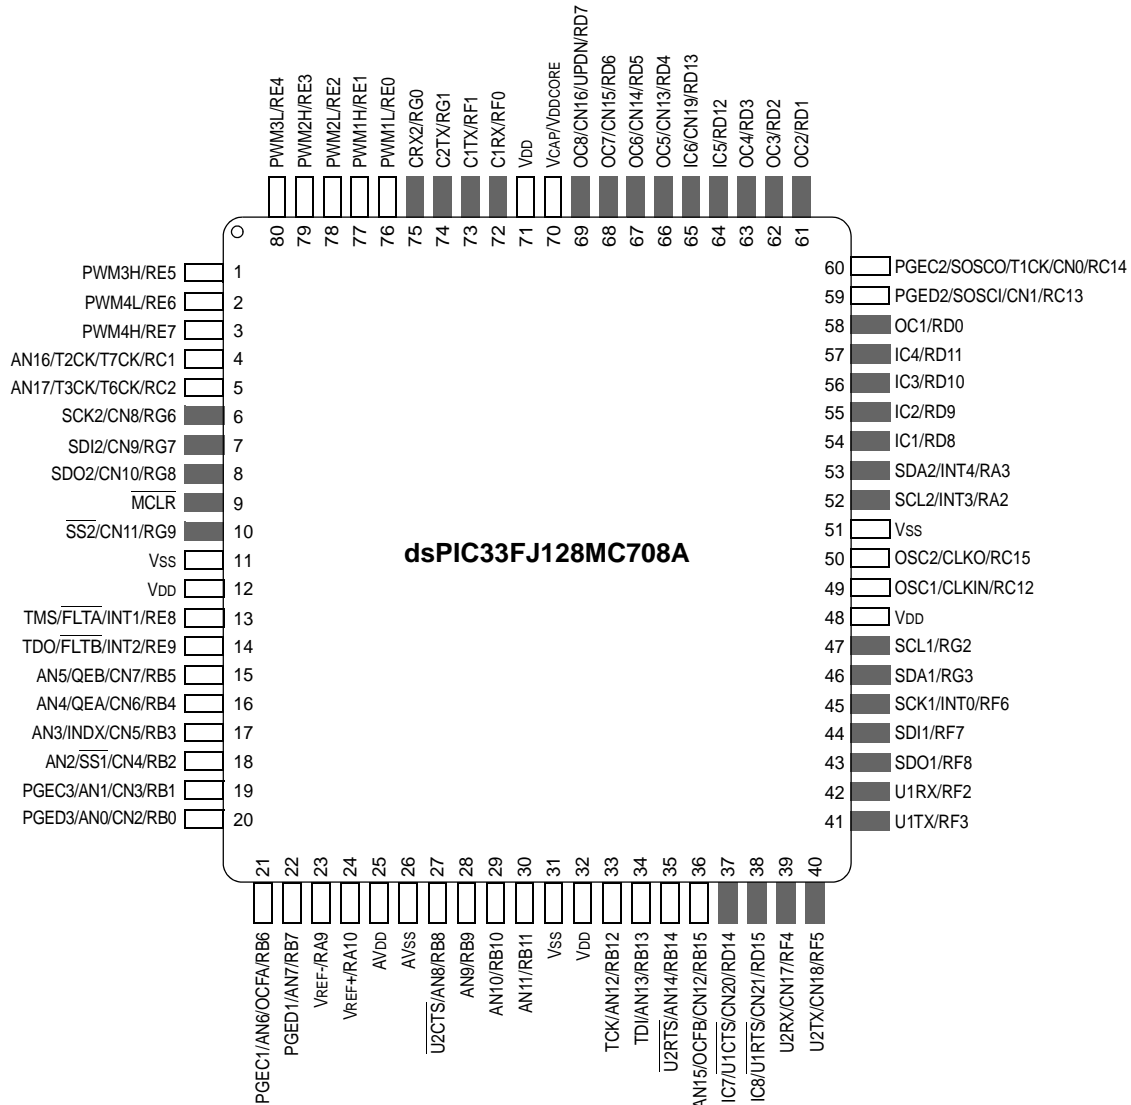 PWM3L/RE4
PWM2H/RE3
PWM2L/RE2
PWM1H/RE1
PWM1L/RE0
CRX2/RG0
C2TX/RG1
C1TX/RF1
C1RX/RF0
VDD
VCAP/VDDCORE
OC8/CN16/UPDN/RD7
OC7/CN15/RD6
OC6/CN14/RD5
OC5/CN13/RD4
IC6/CN19/RD13
IC5/RD12
OC4/RD3
OC3/RD2
OC2/RD1
80 79 78 77 76 75 74 73 72 71 70 69 68 67 66 65 64 63 62 61
PWM3H/RE5 1
PWM4L/RE6 2
PWM4H/RE7 3
AN16/T2CK/T7CK/RC1 4
AN17/T3CK/T6CK/RC2 5
SCK2/CN8/RG6 6
SDI2/CN9/RG7 7
SDO2/CN10/RG8 8
MCLR 9
SS2/CN11/RG9 10
VSS 11
VDD 12
TMS/FLTA/INT1/RE8 13
TDO/FLTB/INT2/RE9 14
AN5/QEB/CN7/RB5 15
AN4/QEA/CN6/RB4 16
AN3/INDX/CN5/RB3 17
AN2/SS1/CN4/RB2 18
PGEC3/AN1/CN3/RB1 19
PGED3/AN0/CN2/RB0 20
dsPIC33FJ128MC708A
60 PGEC2/SOSCO/T1CK/CN0/RC14
59 PGED2/SOSCI/CN1/RC13
58 OC1/RD0
57 IC4/RD11
56 IC3/RD10
55 IC2/RD9
54 IC1/RD8
53 SDA2/INT4/RA3
52 SCL2/INT3/RA2
51 VSS
50 OSC2/CLKO/RC15
49 OSC1/CLKIN/RC12
48 VDD
47 SCL1/RG2
46 SDA1/RG3
45 SCK1/INT0/RF6
44 SDI1/RF7
43 SDO1/RF8
42 U1RX/RF2
41 U1TX/RF3
21 22 23 24 25 26 27 28 29 30 31 32 33 34 35 36 37 38 39 40
PGEC1/AN6/OCFA/RB6
PGED1/AN7/RB7
VREF-/RA9
VREF+/RA10
AVDD
AVSS
U2CTS/AN8/RB8
AN9/RB9
AN10/RB10
AN11/RB11
VSS
VDD
TCK/AN12/RB12
TDI/AN13/RB13
U2RTS/AN14/RB14
AN15/OCFB/CN12/RB15
IC7/U1CTS/CN20/RD14
IC8/U1RTS/CN21/RD15
U2RX/CN17/RF4
U2TX/CN18/RF5